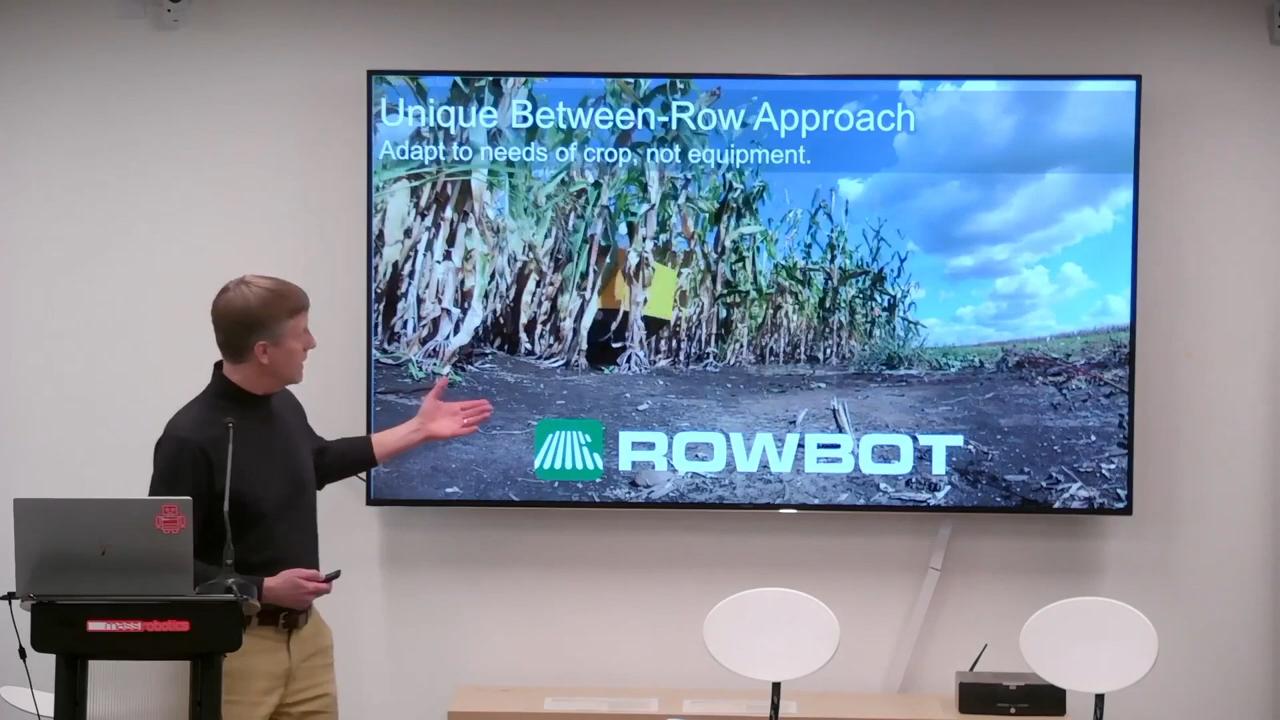 Unique Between-Row Approach
Adapt to needs of crop, not equipment.
ROWBOT
massrobotics